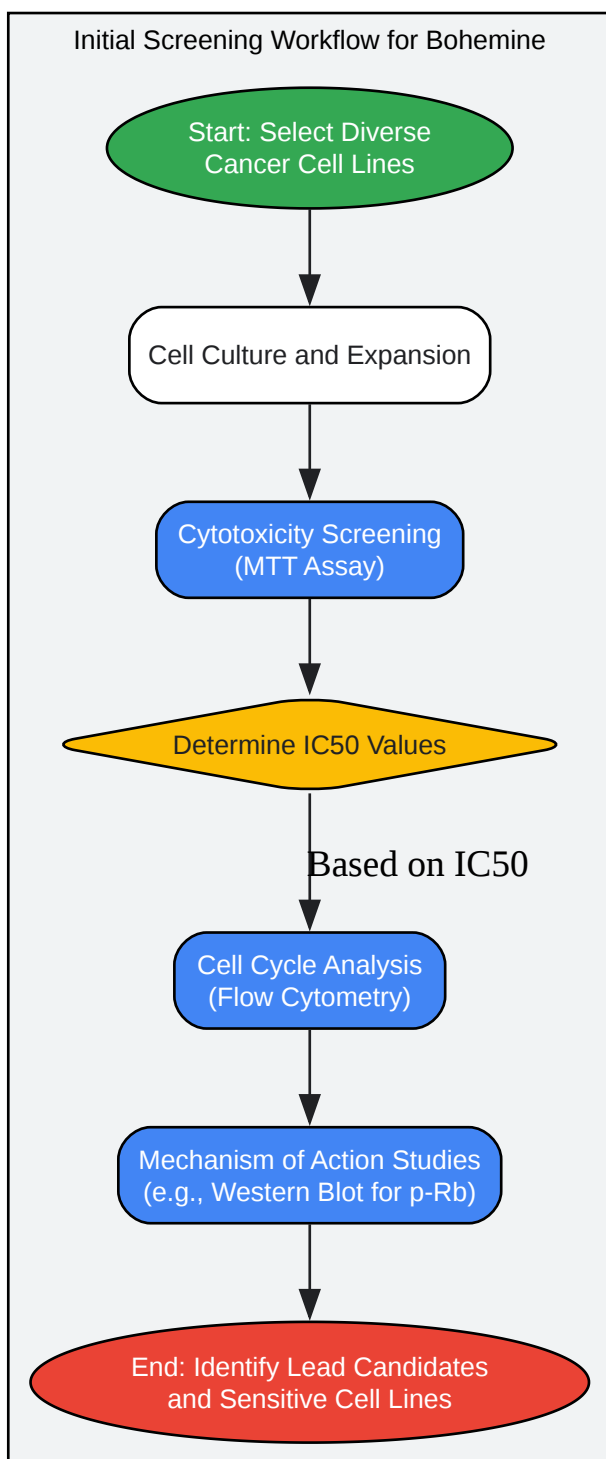 Initial Screening Workflow for Bohemine
Start: Select Diverse
Cancer Cell Lines
Cell Culture and Expansion
Cytotoxicity Screening
(MTT Assay)
Determine IC50 Values
Based on IC50
Cell Cycle Analysis
(Flow Cytometry)
Mechanism of Action Studies
(e.g., Western Blot for p-Rb)
End: Identify Lead Candidates
and Sensitive Cell Lines